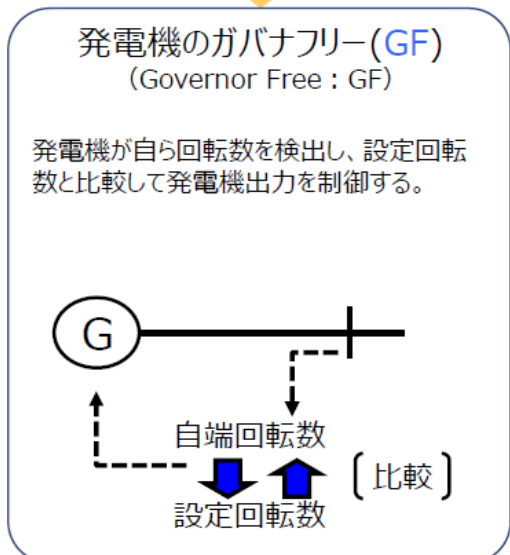 発電機のガバナフリー(GF)
（Governor Free：GF）
発電機が自ら回転数を検出し、設定回転
数と比較して発電機出力を制御する。
G
自端回転数
〔比較〕
設定回転数